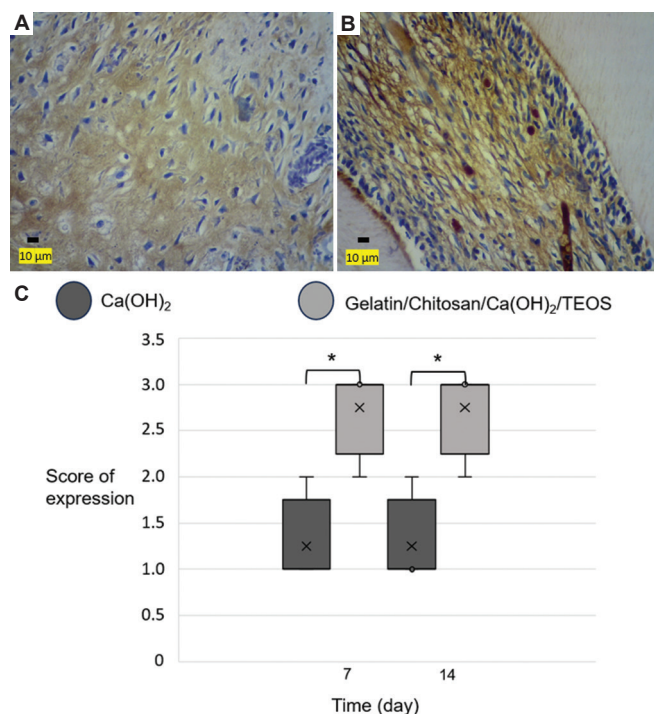 A
B
10 µm
10 µm
C
Ca(OH)2
Gelatin/Chitosan/Ca(OH)2/TEOS
3.5
*
*
3.0
2.5
Score of
expression
2.0
1.5
1.0
0.5
0
7
14
Time (day)